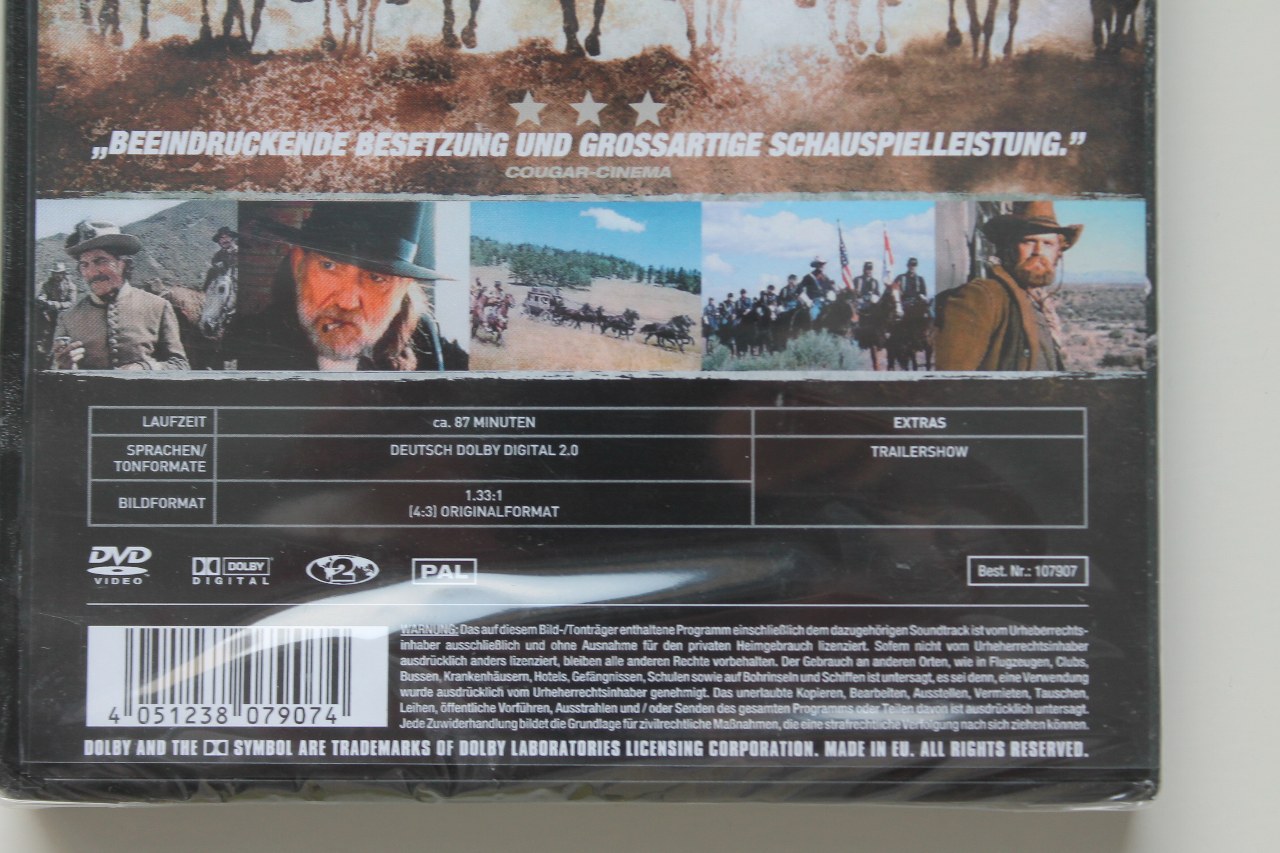 „BEEINDRUCKENDE BESETZUNG UND GROSSARTIGE SCHAUSPIELLEISTUNG.”
COUGAR-CINEMA
LAUFZEIT
ca. 87 MINUTEN
EXTRAS
SPRACHEN/
TONFORMATE
DEUTSCH DOLBY DIGITAL 2.0
TRAILERSHOW
BILDFORMAT
1.33:1
(4:3) ORIGINALFORMAT
DVD
VIDEO
DOLBY
DIGITAL
2
PAL
Best. Nr.: 107907
4 051238 079074
WARNUNG: Das auf diesem Bild-/Tonträger enthaltene Programm einschließlich dem dazugehörigen Soundtrack ist vom Urheberrechts-
inhaber ausschließlich und ohne Ausnahme für den privaten Heimgebrauch lizenziert. Sofern nicht vom Urheherrechtsinhaber
ausdrücklich anders lizenziert, bleiben alle anderen Rechte vorbehalten. Der Gebrauch an anderen Orten, wie in Flugzeugen, Clubs,
Bussen, Krankenhäusern, Hotels, Gefängnissen, Schulen sowie auf Bohrinseln und Schiffen ist untersagt, es sei denn, eine Verwendung
wurde ausdrücklich vom Urheherrechtsinhaber genehmigt. Das unerlaubte Kopieren, Bearbeiten, Ausstellen, Vermieten, Tauschen,
Leihen, öffentliche Vorführen, Ausstrahlen und / oder Senden des gesamten Programms oder Teilen davon ist ausdrücklich untersagt.
Jede Zuwiderhandlung bildet die Grundlage für zivilrechtliche Maßnahmen, die eine strafrechtliche Verfolgung nach sich ziehen können.
DOLBY AND THE SYMBOL ARE TRADEMARKS OF DOLBY LABORATORIES LICENSING CORPORATION. MADE IN EU. ALL RIGHTS RESERVED.